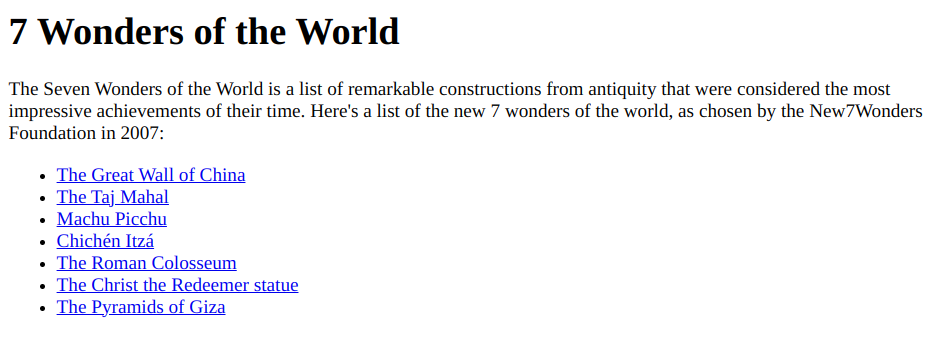 7 Wonders of the World
The Seven Wonders of the World is a list of remarkable constructions from antiquity that were considered the most
impressive achievements of their time. Here's a list of the new 7 wonders of the world, as chosen by the New7Wonders
Foundation in 2007:
• The Great Wall of China
• The Taj Mahal
• Machu Picchu
• Chichén Itzá
• The Roman Colosseum
• The Christ the Redeemer statue
• The Pyramids of Giza